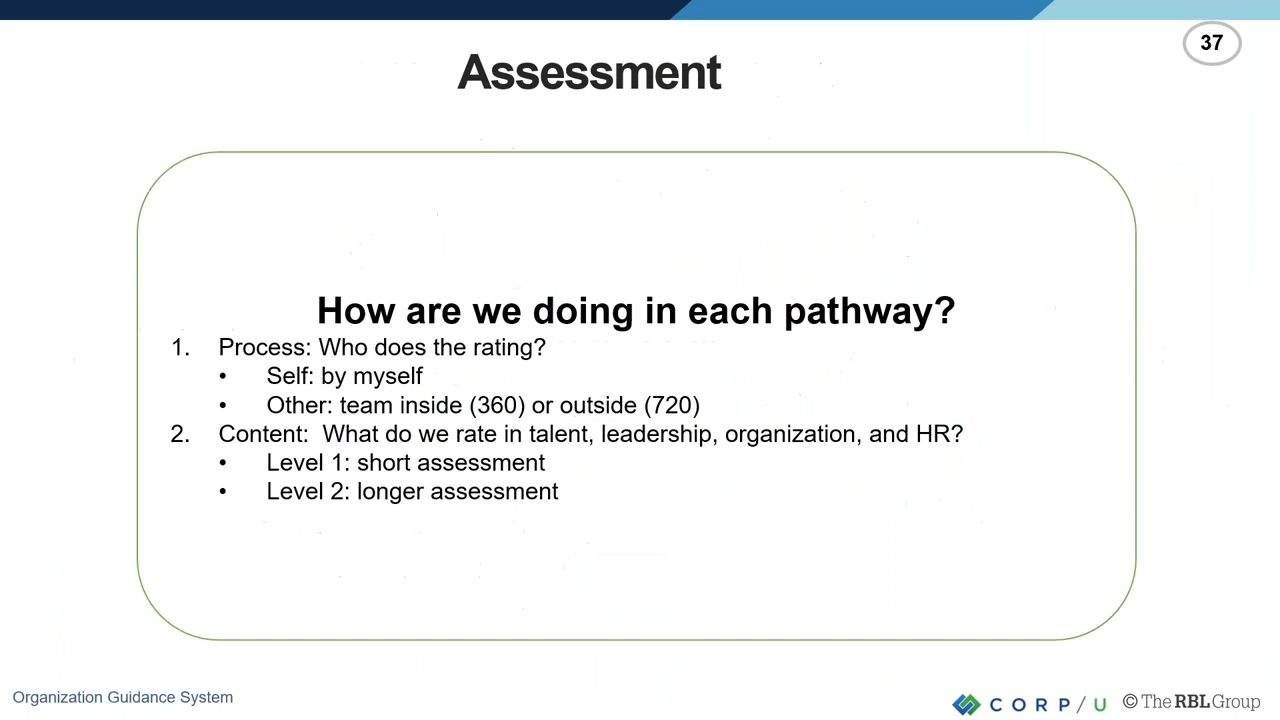 37
Assessment
How are we doing in each pathway?
1. Process: Who does the rating?
• Self: by myself
• Other: team inside (360) or outside (720)
2. Content:  What do we rate in talent, leadership, organization, and HR?
• Level 1: short assessment
• Level 2: longer assessment
Organization Guidance System
CORP/U
© The RBL Group